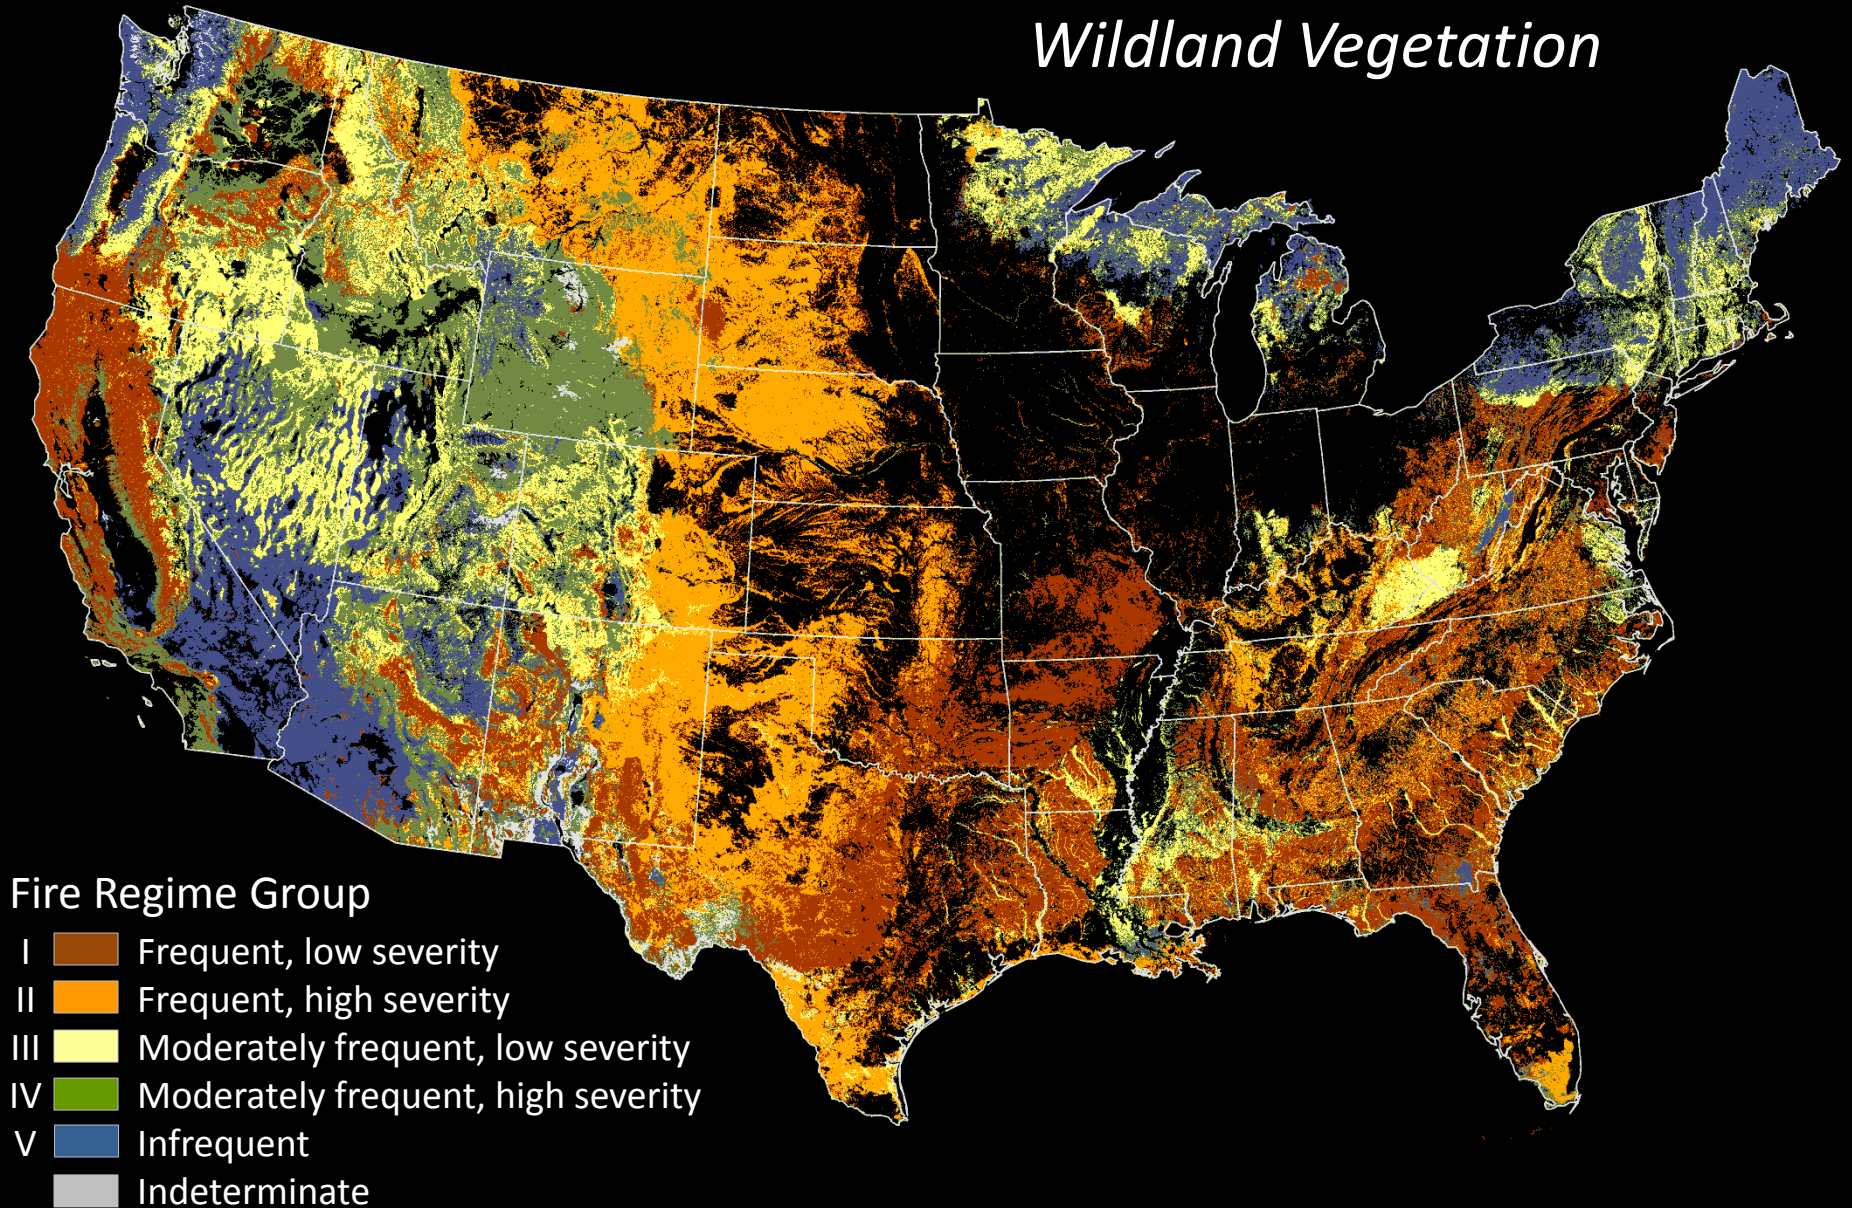 Wildland Vegetation
Fire Regime Group
I Frequent, low severity
II Frequent, high severity
III Moderately frequent, low severity
IV Moderately frequent, high severity
V Infrequent
Indeterminate